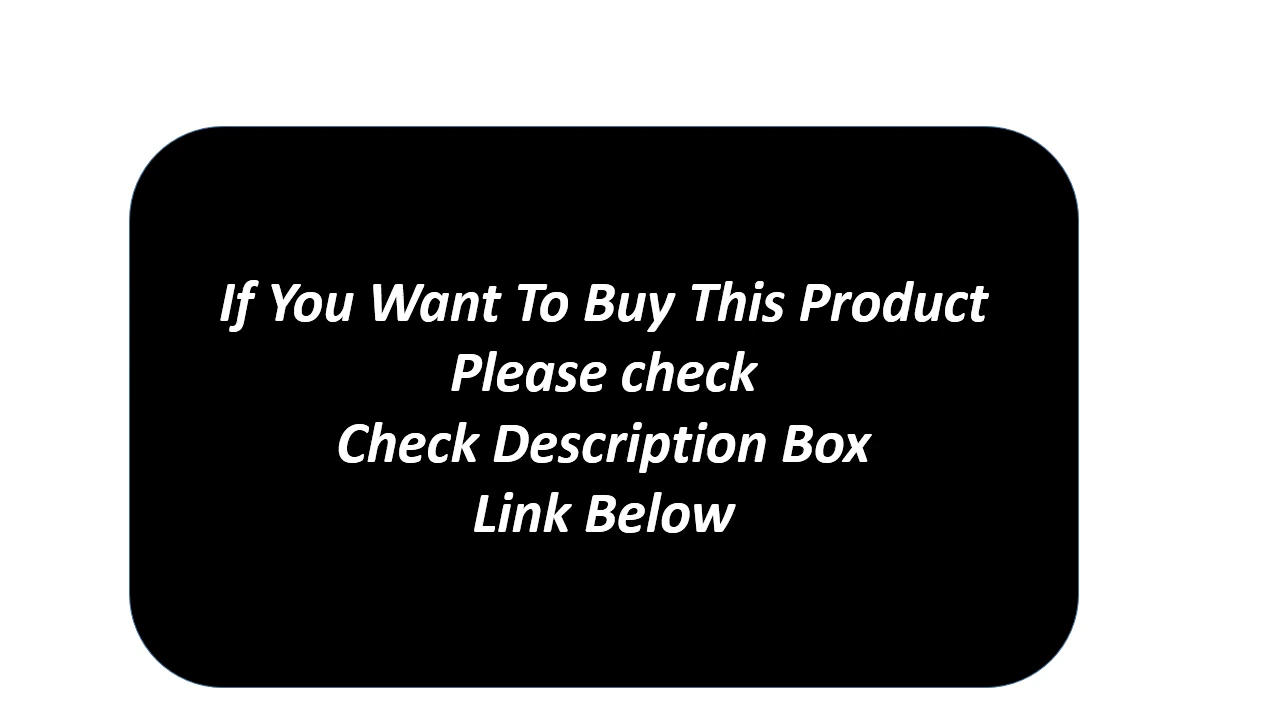 If You Want To Buy This Product
Please check
Check Description Box
Link Below